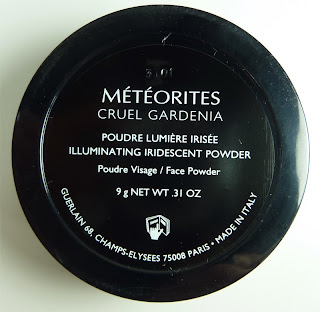 3101
MÉTÉORITES
CRUEL GARDENIA
POUDRE LUMIÈRE IRISÉE
ILLUMINATING IRIDESCENT POWDER
Poudre Visage / Face Powder
9 g NET WT .31 OZ
GUERLAIN 68, CHAMPS-ELYSEES 75008 PARIS • MADE IN ITALY